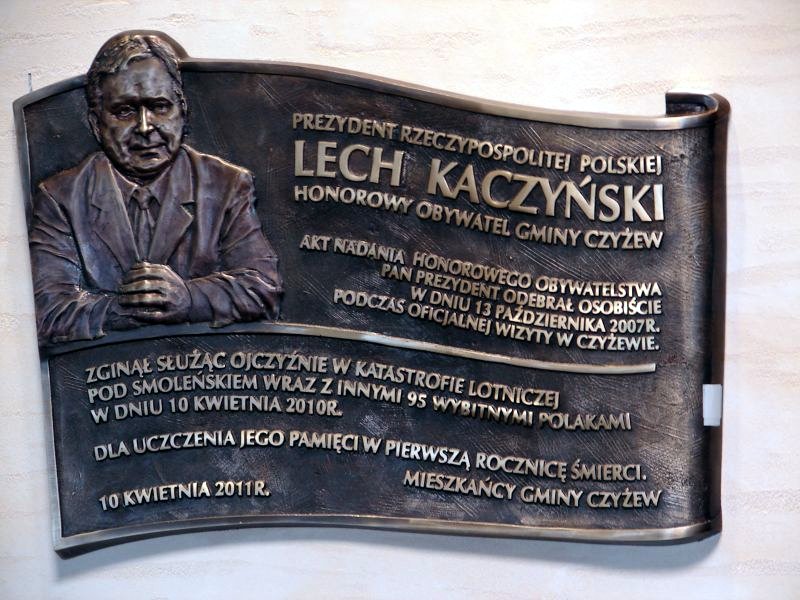 PREZYDENT RZECZYPOSPOLITEJ POLSKIEJ
LECH KACZYŃSKI
HONOROWY OBYWATEL GMINY CZYŻEW
AKT NADANIA HONOROWEGO OBYWATELSTWA
PAN PREZYDENT ODEBRAŁ OSOBIŚCIE
W DNIU 13 PAŹDZIERNIKA 2007R.
PODCZAS OFICJALNEJ WIZYTY W CZYŻEWIE.
ZGINĄŁ SŁUŻĄC OJCZYŹNIE W KATASTROFIE LOTNICZEJ
POD SMOLEŃSKIEM WRAZ Z INNYMI 95 WYBITNYMI POLAKAMI
W DNIU 10 KWIETNIA 2010R.
DLA UCZCZENIA JEGO PAMIĘCI W PIERWSZĄ ROCZNICĘ ŚMIERCI.
MIESZKAŃCY GMINY CZYŻEW
10 KWIETNIA 2011R.